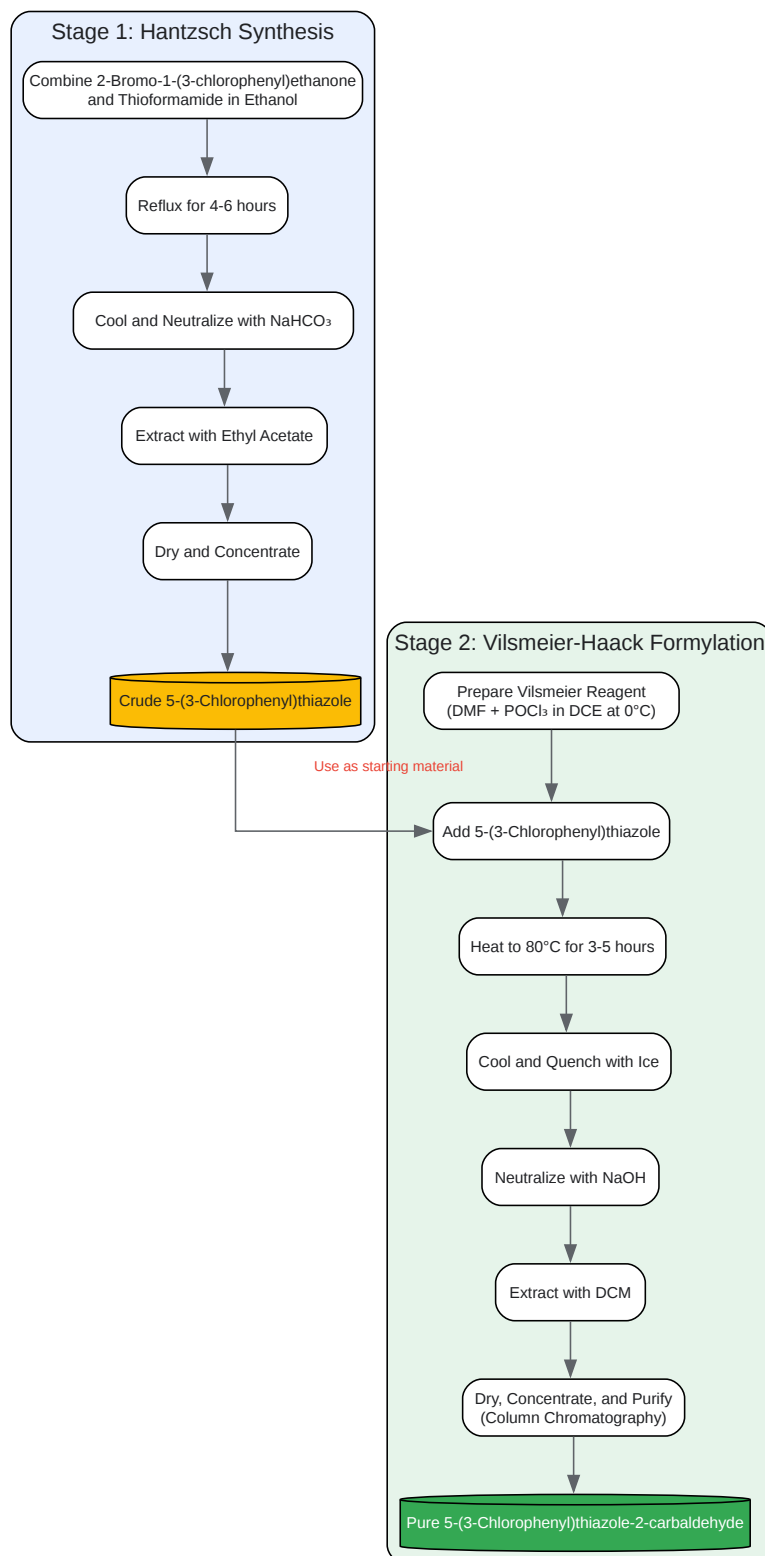 Stage 1: Hantzsch Synthesis
Combine 2-Bromo-1-(3-chlorophenyl)ethanone
and Thioformamide in Ethanol
Reflux for 4-6 hours
Cool and Neutralize with NaHCO₃
Extract with Ethyl Acetate
Dry and Concentrate
Crude 5-(3-Chlorophenyl)thiazole
Use as starting material
Stage 2: Vilsmeier-Haack Formylation
Prepare Vilsmeier Reagent
(DMF + POCl₃ in DCE at 0°C)
Add 5-(3-Chlorophenyl)thiazole
Heat to 80°C for 3-5 hours
Cool and Quench with Ice
Neutralize with NaOH
Extract with DCM
Dry, Concentrate, and Purify
(Column Chromatography)
Pure 5-(3-Chlorophenyl)thiazole-2-carbaldehyde